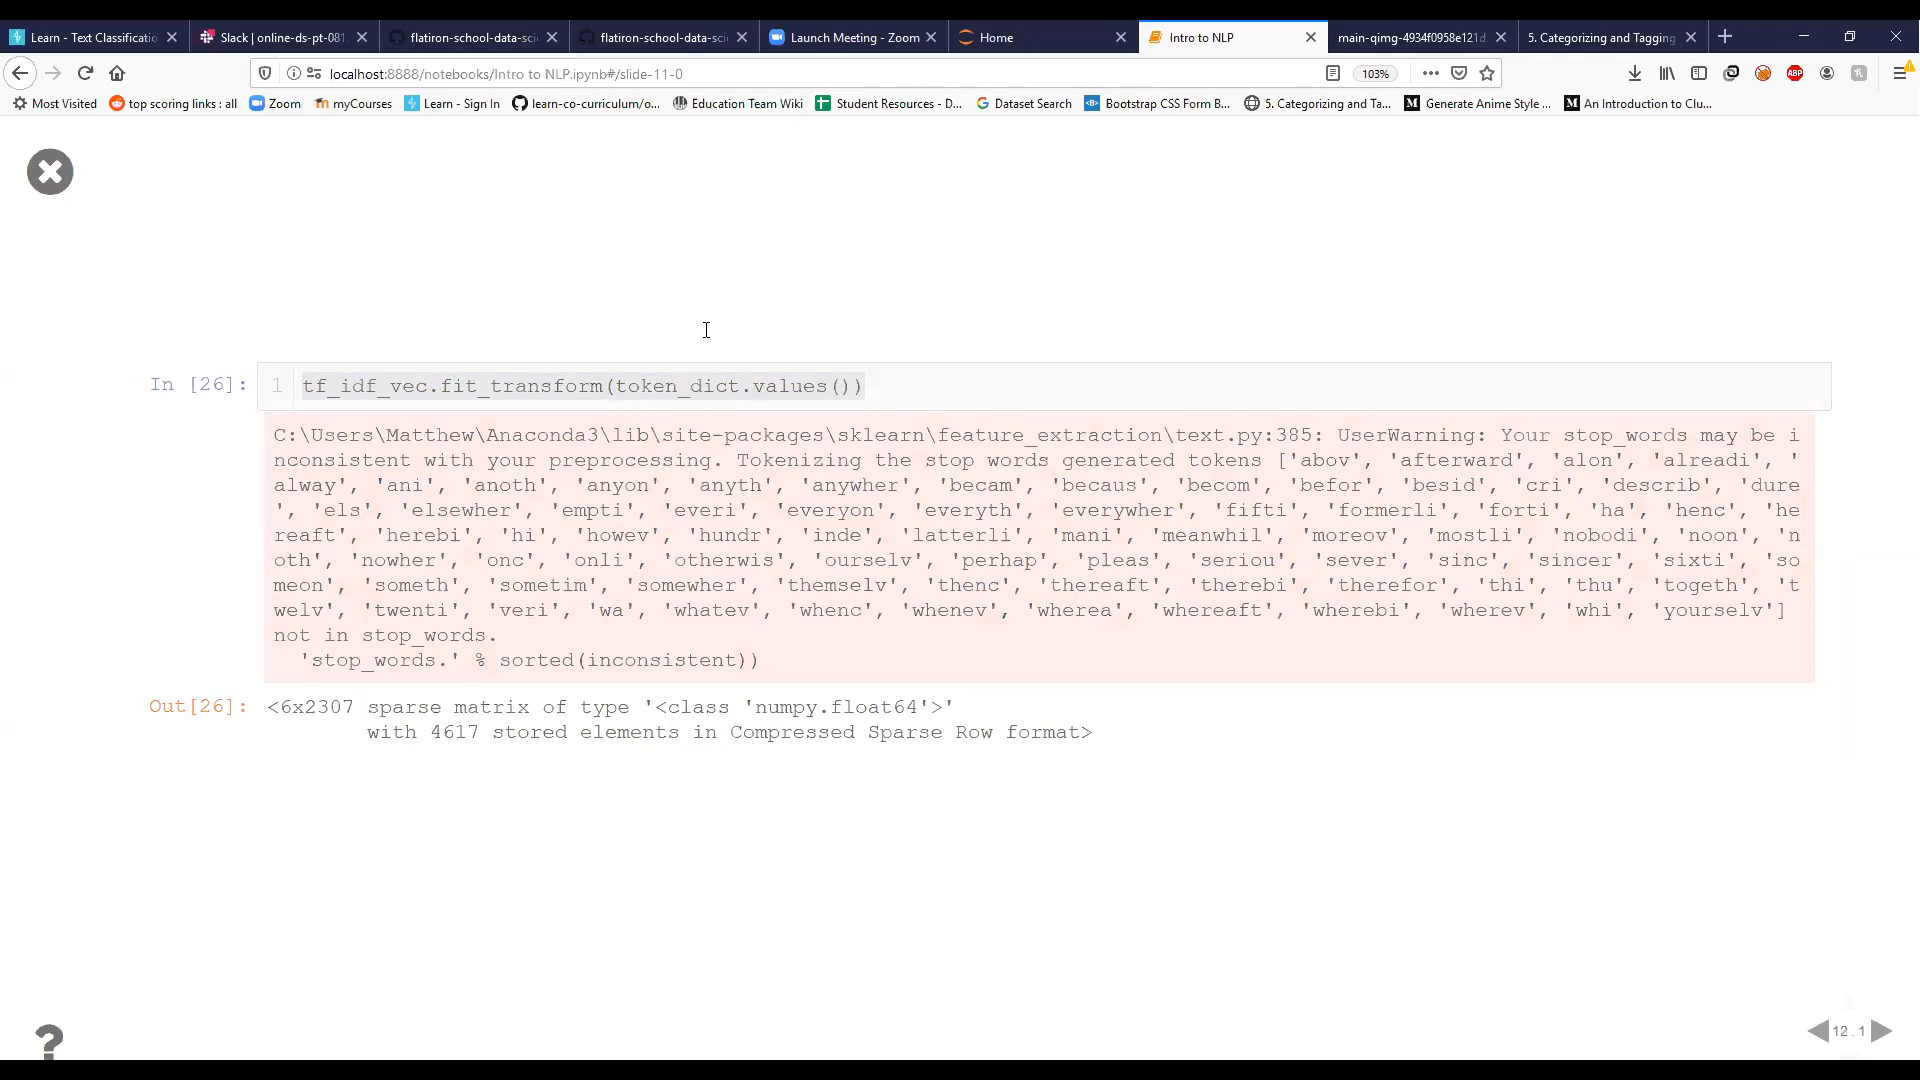 Learn - Text Classificatio
Slack | online-ds-pt-081
flatiron-school-data-sci
flatiron-school-data-sci
Launch Meeting - Zoom
Home
Intro to NLP
main-qimg-4934f0958e121d
5. Categorizing and Tagging
localhost:8888/notebooks/Intro to NLP.ipynb#/slide-11-0
103%
ABP
Most Visited
top scoring links : all
Zoom
myCourses
Learn - Sign In
learn-co-curriculum/o...
Education Team Wiki
Student Resources - D...
Dataset Search
Bootstrap CSS Form B...
5. Categorizing and Ta...
Generate Anime Style ...
An Introduction to Clu...
In [26]:
1 tf_idf_vec.fit_transform(token_dict.values())
C:\Users\Matthew\Anaconda3\lib\site-packages\sklearn\feature_extraction\text.py:385: UserWarning: Your stop_words may be i
nconsistent with your preprocessing. Tokenizing the stop words generated tokens ['abov', 'afterward', 'alon', 'alreadi', '
alway', 'ani', 'anoth', 'anyon', 'anyth', 'anywher', 'becam', 'becaus', 'becom', 'befor', 'besid', 'cri', 'describ', 'dure
', 'els', 'elsewher', 'empti', 'everi', 'everyon', 'everyth', 'everywher', 'fifti', 'formerli', 'forti', 'ha', 'henc', 'he
reaft', 'herebi', 'hi', 'howev', 'hundr', 'inde', 'latterli', 'mani', 'meanwhil', 'moreov', 'mostli', 'nobodi', 'noon', 'n
oth', 'nowher', 'onc', 'onli', 'otherwis', 'ourselv', 'perhap', 'pleas', 'seriou', 'sever', 'sinc', 'sincer', 'sixti', 'so
meon', 'someth', 'sometim', 'somewher', 'themselv', 'thenc', 'thereaft', 'therebi', 'therefor', 'thi', 'thu', 'togeth', 't
welv', 'twenti', 'veri', 'wa', 'whatev', 'whenc', 'whenev', 'wherea', 'whereaft', 'wherebi', 'wherev', 'whi', 'yourselv']
not in stop_words.
'stop_words.' % sorted(inconsistent))
Out[26]:
<6x2307 sparse matrix of type '<class 'numpy.float64'>'
with 4617 stored elements in Compressed Sparse Row format>
?
12 . 1